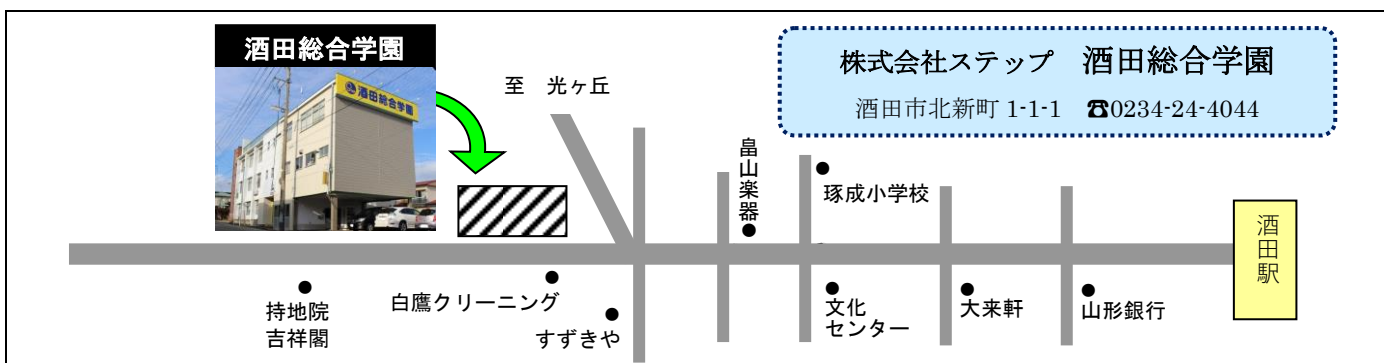 酒田総合学園
酒田総合学園
至 光ヶ丘
株式会社ステップ 酒田総合学園
酒田市北新町 1-1-1 ☎0234-24-4044
畠山楽器
琢成小学校
酒田駅
持地院
吉祥閣
白鷹クリーニング
すずきや
文化
センター
大来軒
山形銀行